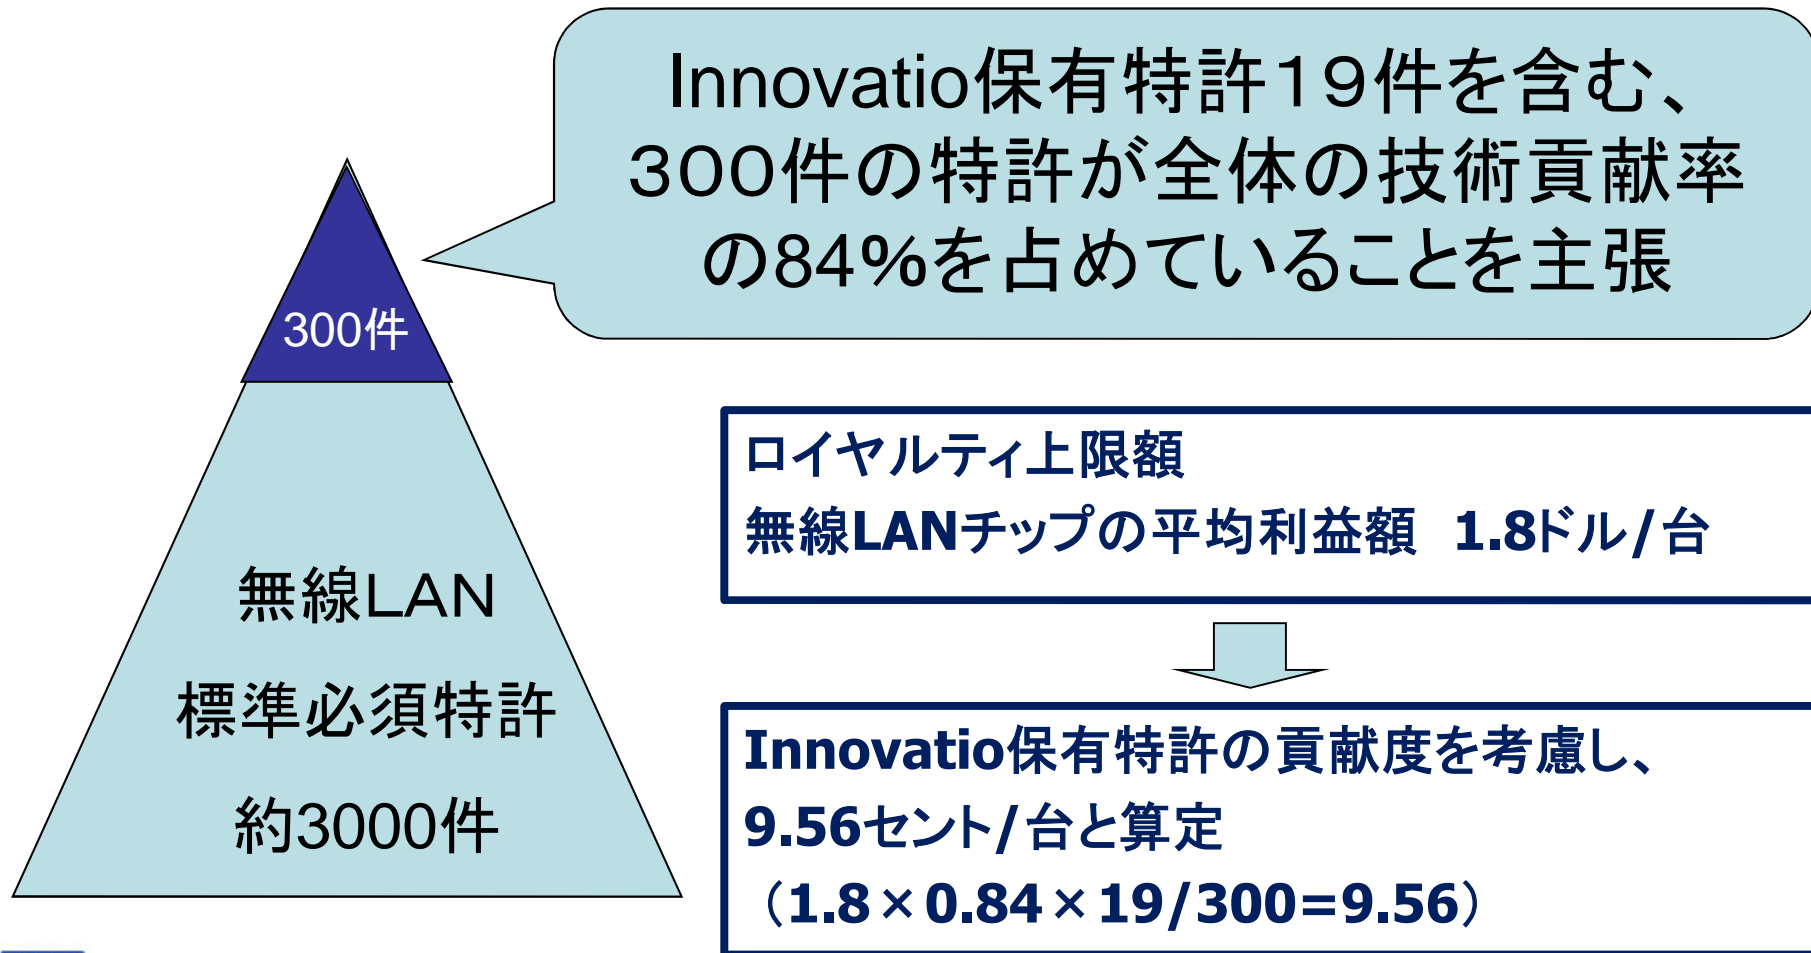 Innovatio保有特許１９件を含む、
３００件の特許が全体の技術貢献率
の84%を占めていることを主張
300件
無線ＬＡＮ
標準必須特許
約3000件
ロイヤルティ上限額
無線LANチップの平均利益額　1.8ドル/台
Innovatio保有特許の貢献度を考慮し、
9.56セント/台と算定
（1.8×0.84×19/300=9.56）